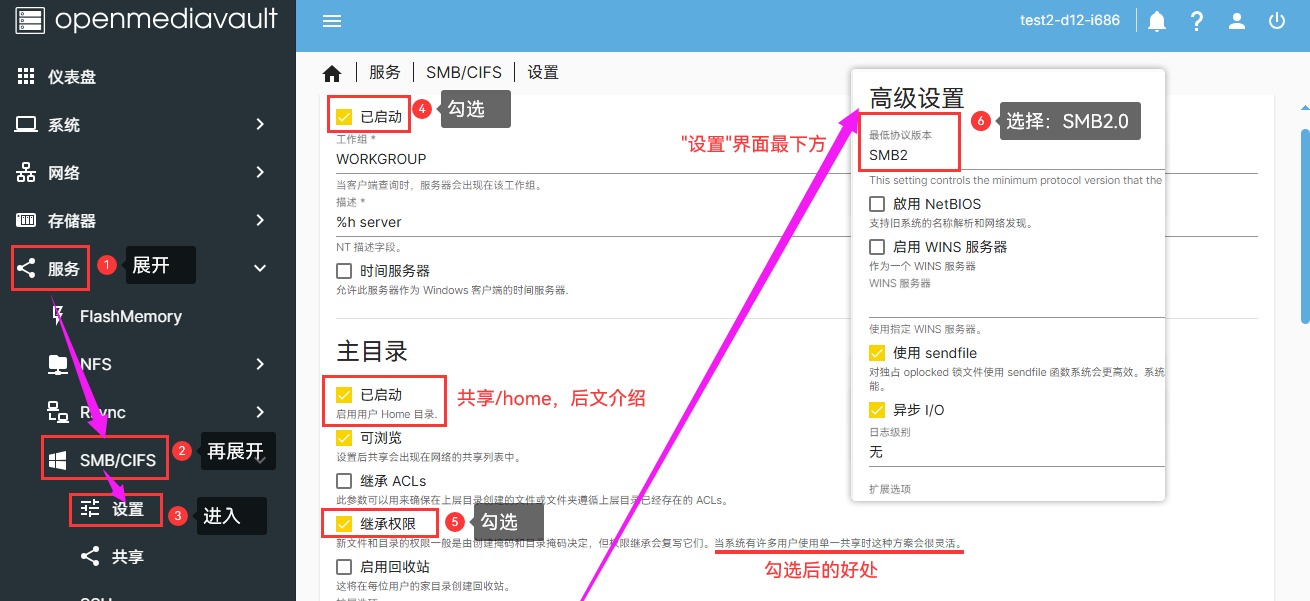 openmediavault
仪表盘
系统
网络
存储器
服务
1
展开
FlashMemory
NFS
Rsync
SMB/CIFS
2
再展开
设置
3
进入
共享
test2-d12-i686
服务
SMB/CIFS
设置
已启动
4
勾选
工作组 *
WORKGROUP
当客户端查询时，服务器会出现在该工作组。
描述 *
%h server
NT 描述字段。
时间服务器
允许此服务器作为 Windows 客户端的时间服务器.
主目录
已启动
启用用户 Home 目录.
共享/home，后文介绍
可浏览
设置后共享会出现在网络的共享列表中。
继承 ACLs
此参数可以用来确保在上层目录创建的文件或文件夹遵循上层目录已经存在的 ACLs。
继承权限
5
勾选
新文件和目录的权限一般是由创建掩码和目录掩码决定，但权限继承会复写它们。当系统有许多用户使用单一共享时这种方案会很灵活。
勾选后的好处
启用回收站
这将在每位用户的家目录创建回收站。
"设置"界面最下方
高级设置
最低协议版本
SMB2
6
选择：SMB2.0
This setting controls the minimum protocol version that the
啟用 NetBIOS
支持旧系统的名称解析和网络发现。
启用 WINS 服务器
作为一个 WINS 服务器
WINS 服务器
使用指定 WINS 服务器。
使用 sendfile
对独占 oplocked 锁文件使用 sendfile 函数系统会更高效。系统
能。
异步 I/O
日志级别
无
扩展选项